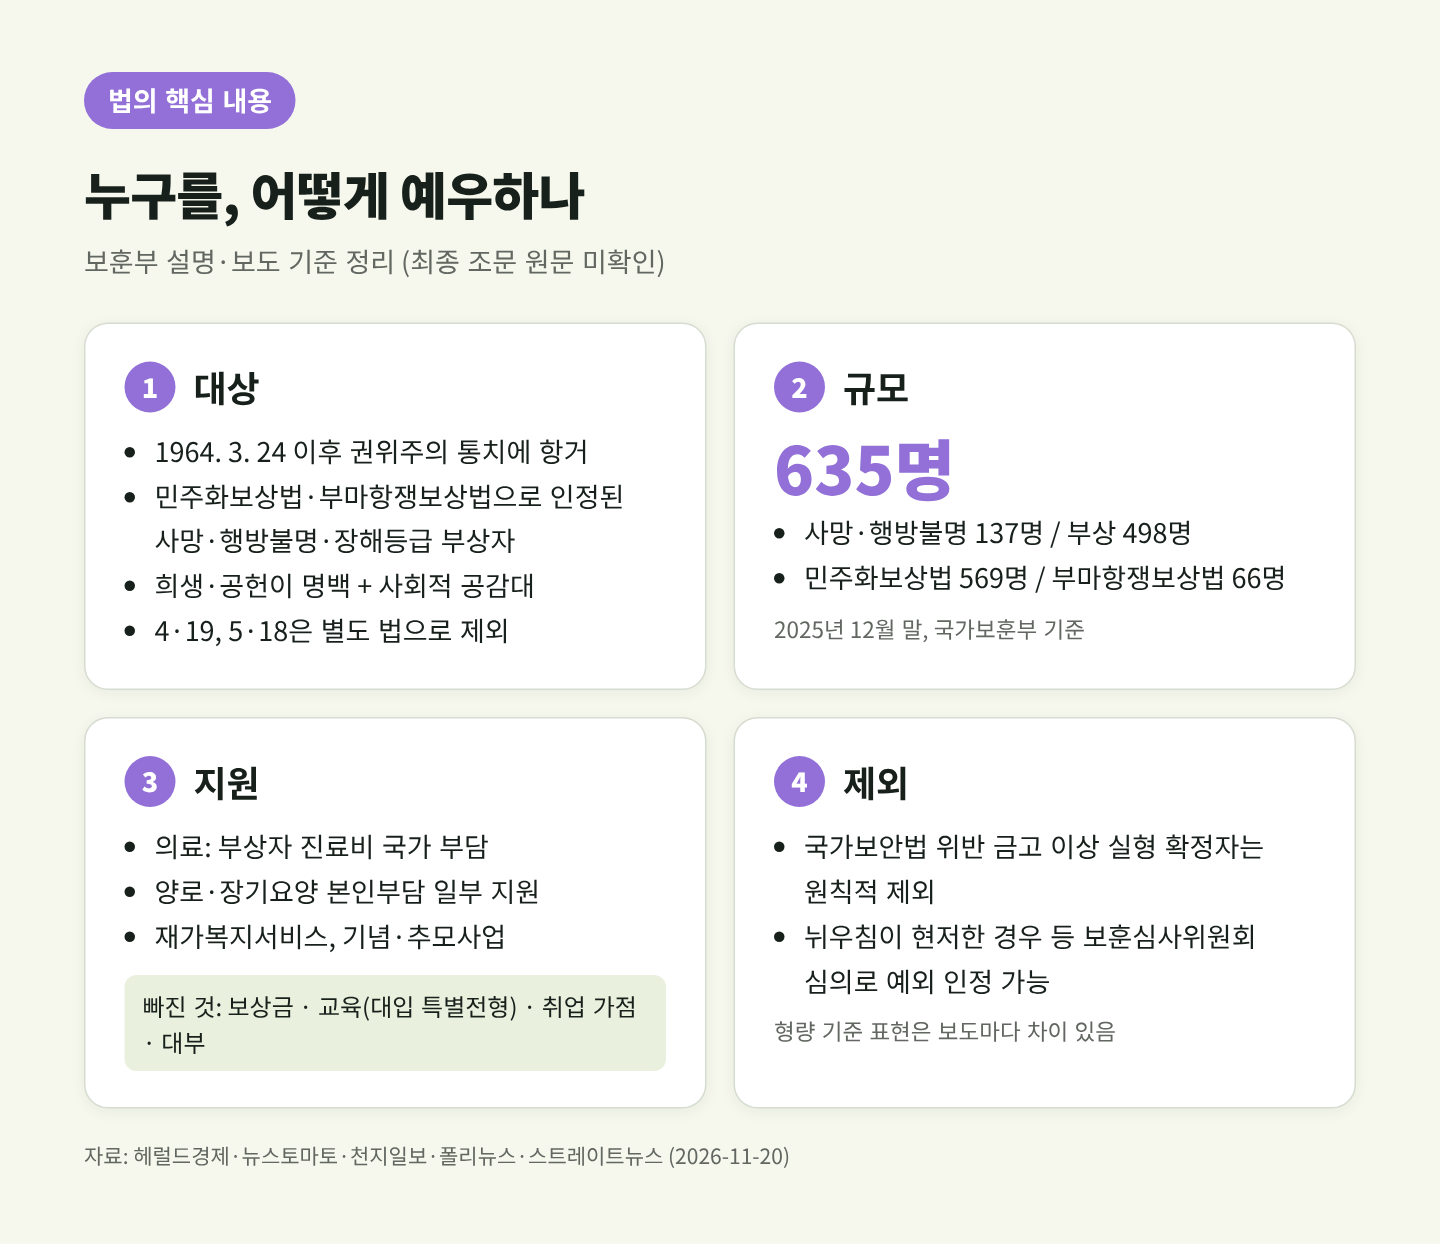 법의 핵심 내용
누구를, 어떻게 예우하나
보훈부 설명·보도 기준 정리 (최종 조문 원문 미확인)
1 대상
• 1964. 3. 24 이후 권위주의 통치에 항거
• 민주화보상법·부마항쟁보상법으로 인정된
사망·행방불명·장해등급 부상자
• 희생·공헌이 명백 + 사회적 공감대
• 4·19, 5·18은 별도 법으로 제외
2 규모
635명
• 사망·행방불명 137명 / 부상 498명
• 민주화보상법 569명 / 부마항쟁보상법 66명
2025년 12월 말, 국가보훈부 기준
3 지원
• 의료: 부상자 진료비 국가 부담
• 양로·장기요양 본인부담 일부 지원
• 재가복지서비스, 기념·추모사업
빠진 것: 보상금 · 교육(대입 특별전형) · 취업 가점
· 대부
4 제외
• 국가보안법 위반 금고 이상 실형 확정자는
원칙적 제외
• 뉘우침이 현저한 경우 등 보훈심사위원회
심의로 예외 인정 가능
형량 기준 표현은 보도마다 차이 있음
자료: 헤럴드경제·뉴스토마토·천지일보·폴리뉴스·스트레이트뉴스 (2026-11-20)